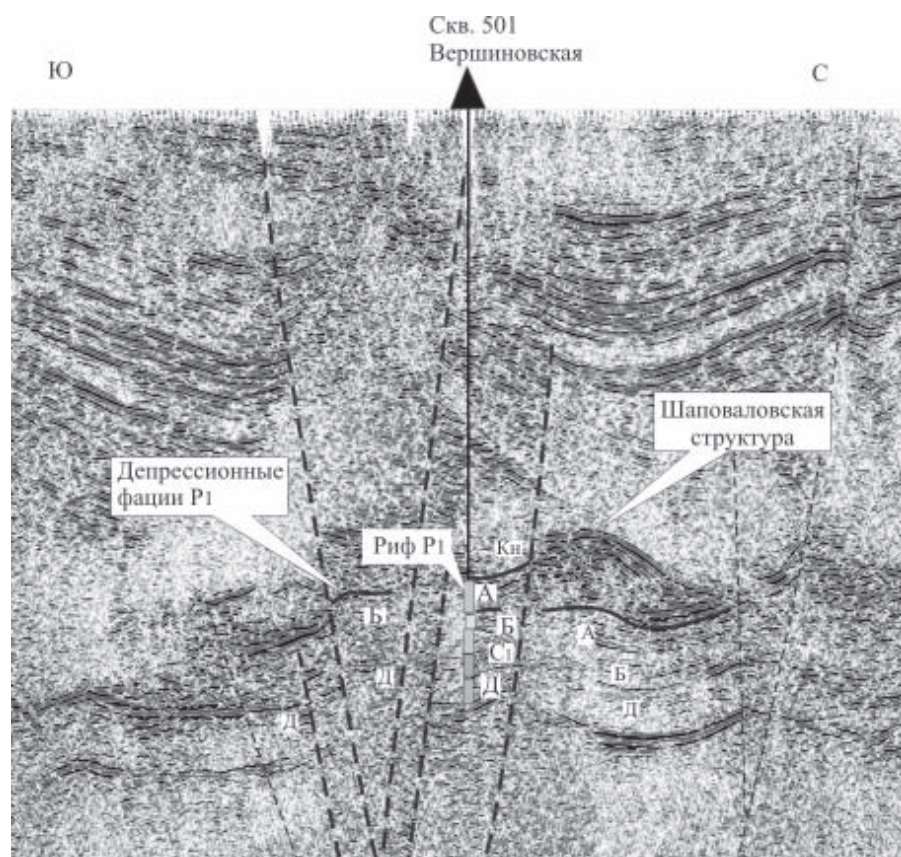 Скв. 501
Вершиновская
Ю
С
Шаповаловская
структура
Депрессионные
фации P1
Риф P1
Кн
А
Б
Б
А
С1
Б
Д
Д
Д
Д